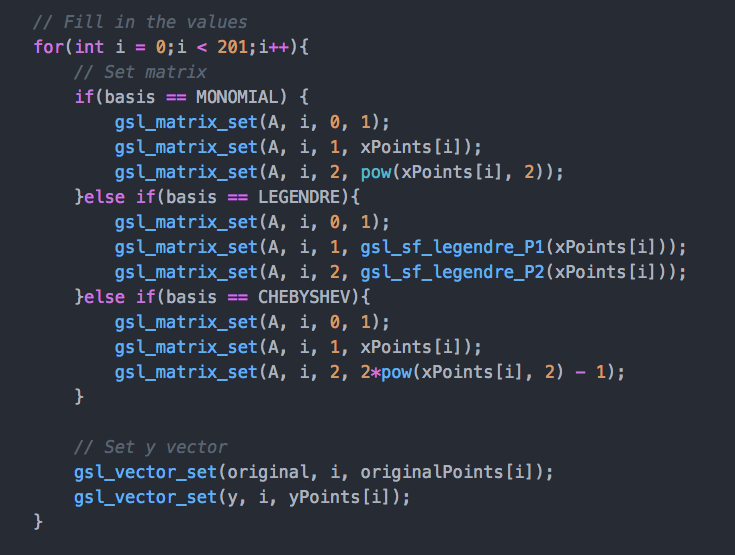 // Fill in the values
for(int i = 0;i < 201;i++){
    // Set matrix
    if(basis == MONOMIAL) {
        gsl_matrix_set(A, i, 0, 1);
        gsl_matrix_set(A, i, 1, xPoints[i]);
        gsl_matrix_set(A, i, 2, pow(xPoints[i], 2));
    }else if(basis == LEGENDRE){
        gsl_matrix_set(A, i, 0, 1);
        gsl_matrix_set(A, i, 1, gsl_sf_legendre_P1(xPoints[i]));
        gsl_matrix_set(A, i, 2, gsl_sf_legendre_P2(xPoints[i]));
    }else if(basis == CHEBYSHEV){
        gsl_matrix_set(A, i, 0, 1);
        gsl_matrix_set(A, i, 1, xPoints[i]);
        gsl_matrix_set(A, i, 2, 2*pow(xPoints[i], 2) - 1);
    }

    // Set y vector
    gsl_vector_set(original, i, originalPoints[i]);
    gsl_vector_set(y, i, yPoints[i]);
}